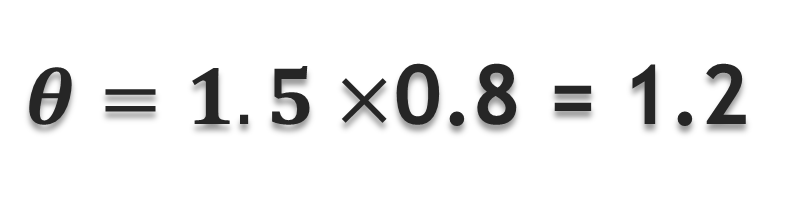 θ = 1.5 ×0.8 = 1.2